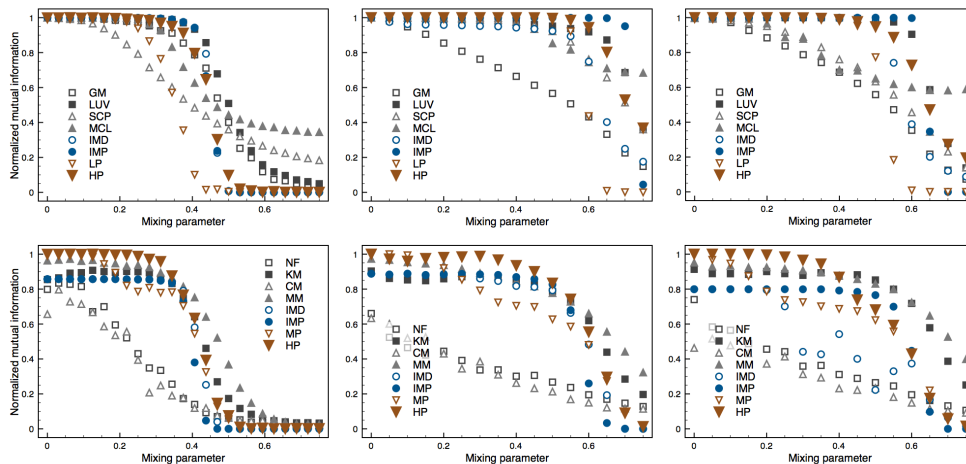 Normalized mutual information
1
0.8
0.6
0.4
0.2
0
GM
LUV
SCP
MCL
IMD
IMP
LP
HP
0 0.2 0.4 0.6
Mixing parameter
1
0.8
0.6
0.4
0.2
0
GM
LUV
SCP
MCL
IMD
IMP
LP
HP
0 0.2 0.4 0.6
Mixing parameter
1
0.8
0.6
0.4
0.2
0
GM
LUV
SCP
MCL
IMD
IMP
LP
HP
0 0.2 0.4 0.6
Mixing parameter
Normalized mutual information
1
0.8
0.6
0.4
0.2
0
NF
KM
CM
MM
IMD
IMP
MP
HP
0 0.2 0.4 0.6
Mixing parameter
1
0.8
0.6
0.4
0.2
0
NF
KM
CM
MM
IMD
IMP
MP
HP
0 0.2 0.4 0.6
Mixing parameter
1
0.8
0.6
0.4
0.2
0
NF
KM
CM
MM
IMD
IMP
MP
HP
0 0.2 0.4 0.6
Mixing parameter